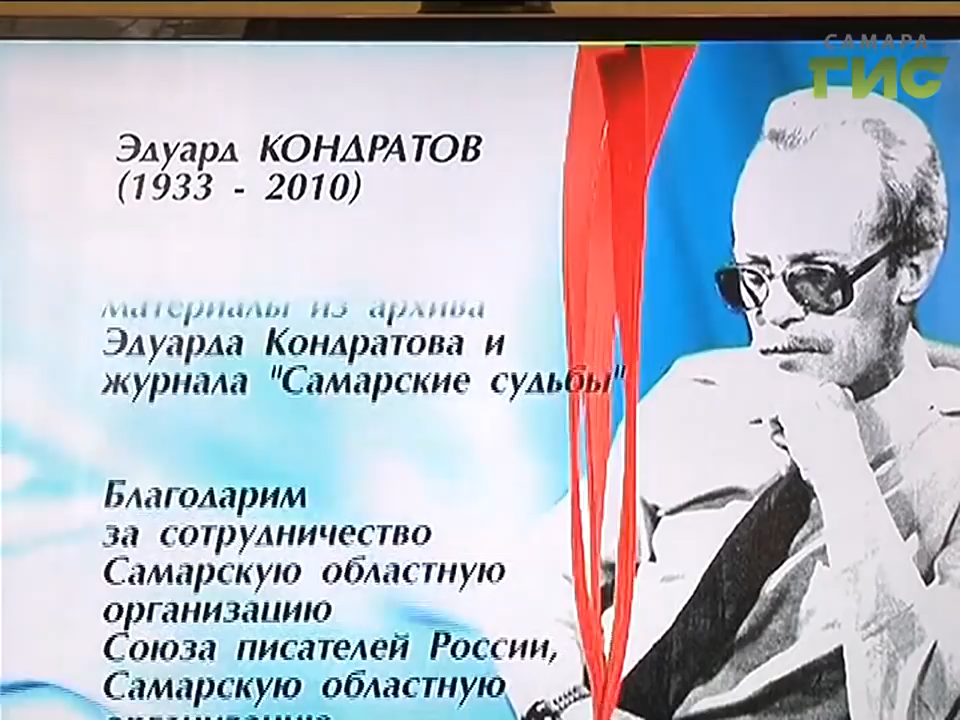 САМАРА
ГИС
Эдуард КОНДРАТОВ
(1933 - 2010)
материалы из архива
Эдуарда Кондратова и
журнала "Самарские судьбы"
Благодарим
за сотрудничество
Самарскую областную
организацию
Союза писателей России,
Самарскую областную
организацию